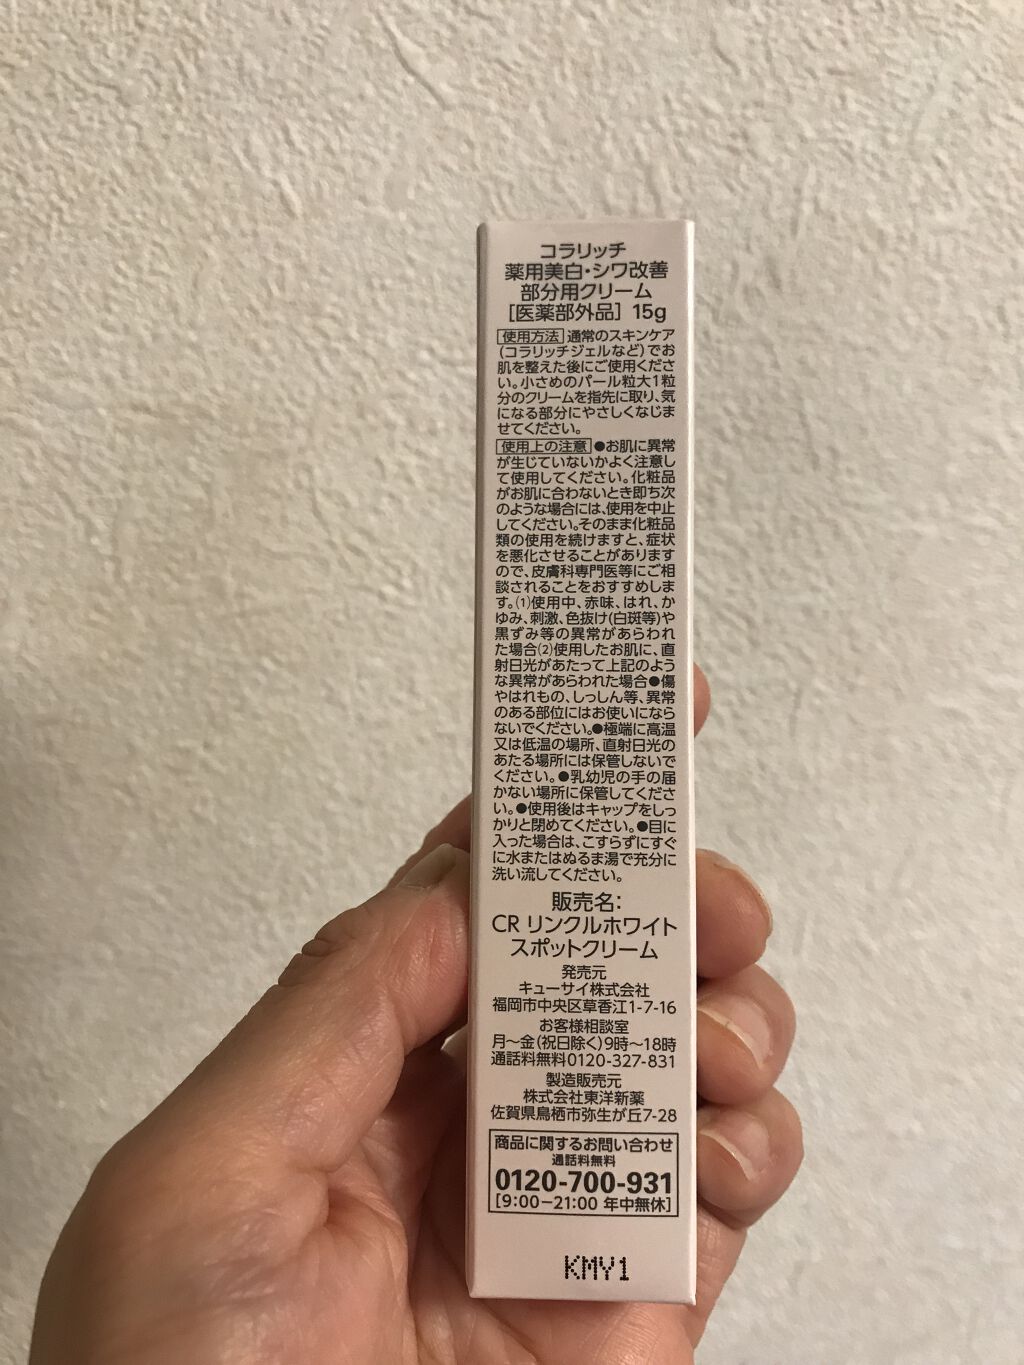 コラリッチ
薬用美白・シワ改善
部分用クリーム
［医薬部外品］ 15g
使用方法 通常のスキンケア
(コラリッチジェルなど)でお
肌を整えた後にご使用くださ
い。小さめのパール粒大1粒
分のクリームを指先に取り、気
になる部分にやさしくなじま
せてください。
使用上の注意 ●お肌に異常
が生じていないかよく注意し
て使用してください。化粧品
がお肌に合わないとき即ち次
のような場合には、使用を中止
してください。そのまま化粧品
類の使用を続けますと、症状
を悪化させることがあります
ので、皮膚科専門医等にご相
談されることをおすすめしま
す。⑴使用中、赤味、はれ、か
ゆみ、刺激、色抜け(白斑等)や
黒ずみ等の異常があらわれ
た場合⑵使用したお肌に、直
射日光があたって上記のよう
な異常があらわれた場合●傷
やはれもの、しっしん等、異常
のある部位にはお使いになら
ないでください。●極端に高温
又は低温の場所、直射日光の
あたる場所には保管しないで
ください。●乳幼児の手の届
かない場所に保管してくださ
い。●使用後はキャップをしっ
かりと閉めてください。●目に
入った場合は、こすらずにすぐ
に水またはぬるま湯で充分に
洗い流してください。
販売名：
CR リンクルホワイト
スポットクリーム
発売元
キューサイ株式会社
福岡市中央区草香江1-7-16
お客様相談室
月～金(祝日除く)9時～18時
通話料無料0120-327-831
製造販売元
株式会社東洋新薬
佐賀県鳥栖市弥生が丘7-28
商品に関するお問い合わせ
通話料無料
0120-700-931
[9:00−21:00 年中無休]
KMY1